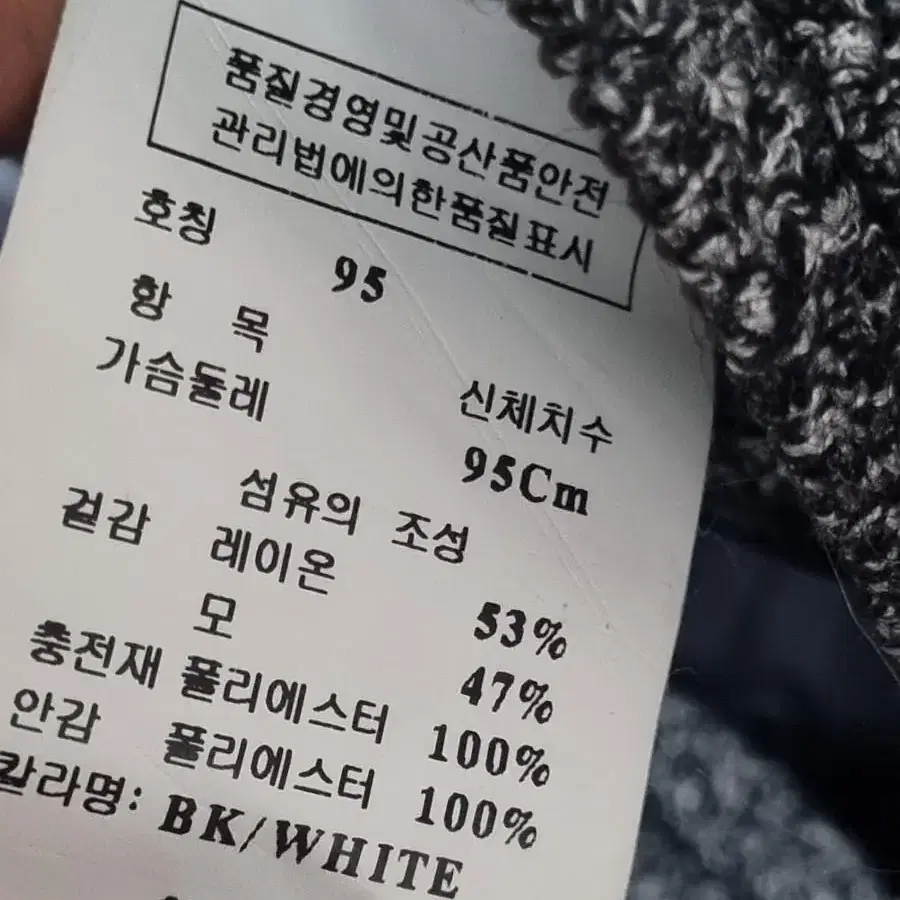 품질경영및공산품안전
관리법에의한품질표시
호칭 95
항 목 신체치수
가슴둘레 95Cm
섬유의 조성
겉감 레이온 53%
모 47%
충전재 폴리에스터 100%
안감 폴리에스터 100%
칼라명: BK/WHITE